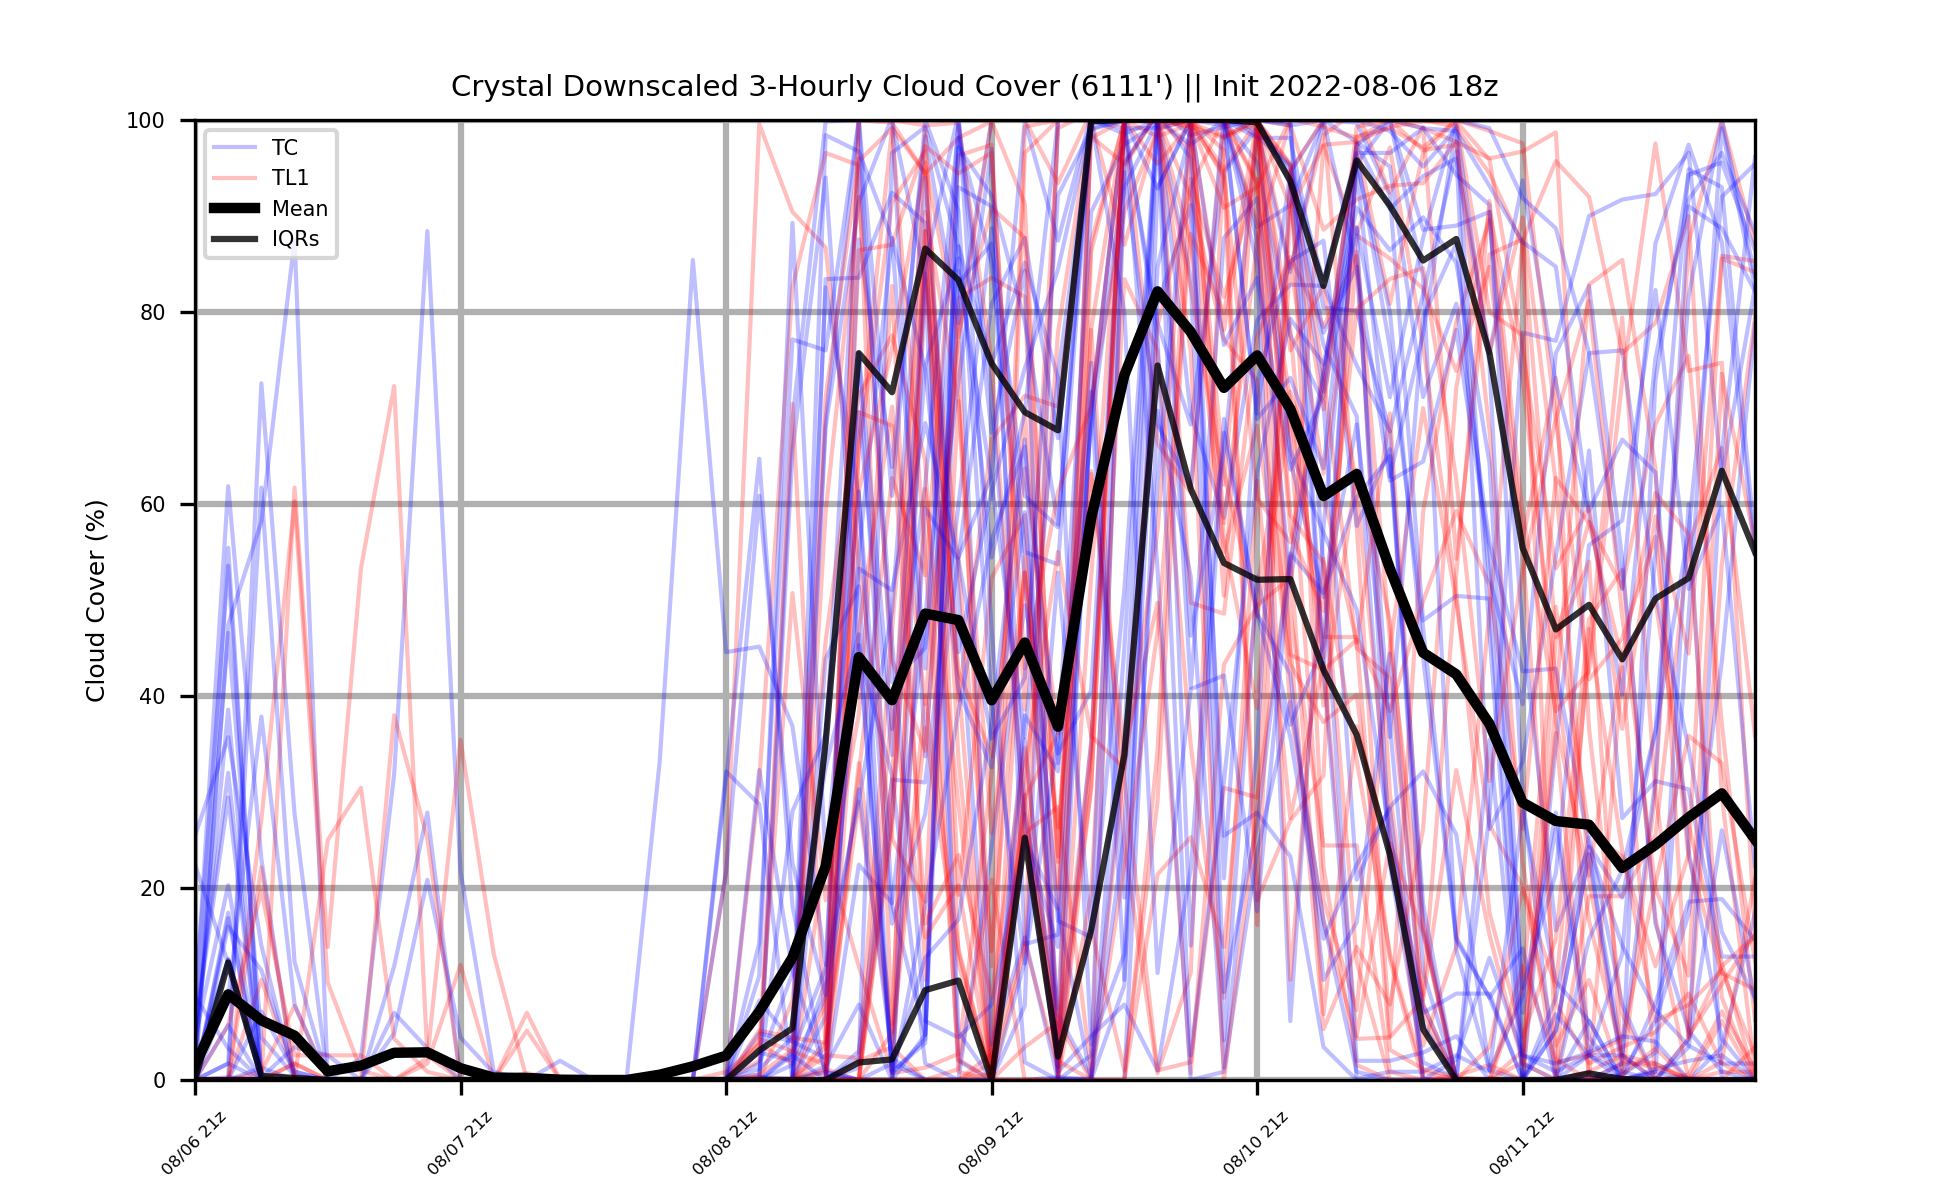 Crystal Downscaled 3-Hourly Cloud Cover (6111') || Init 2022-08-06 18z
100
80
60
40
20
0
Cloud Cover (%)
TC
TL1
Mean
IQRs
08/06 21z
08/07 21z
08/08 21z
08/09 21z
08/10 21z
08/11 21z